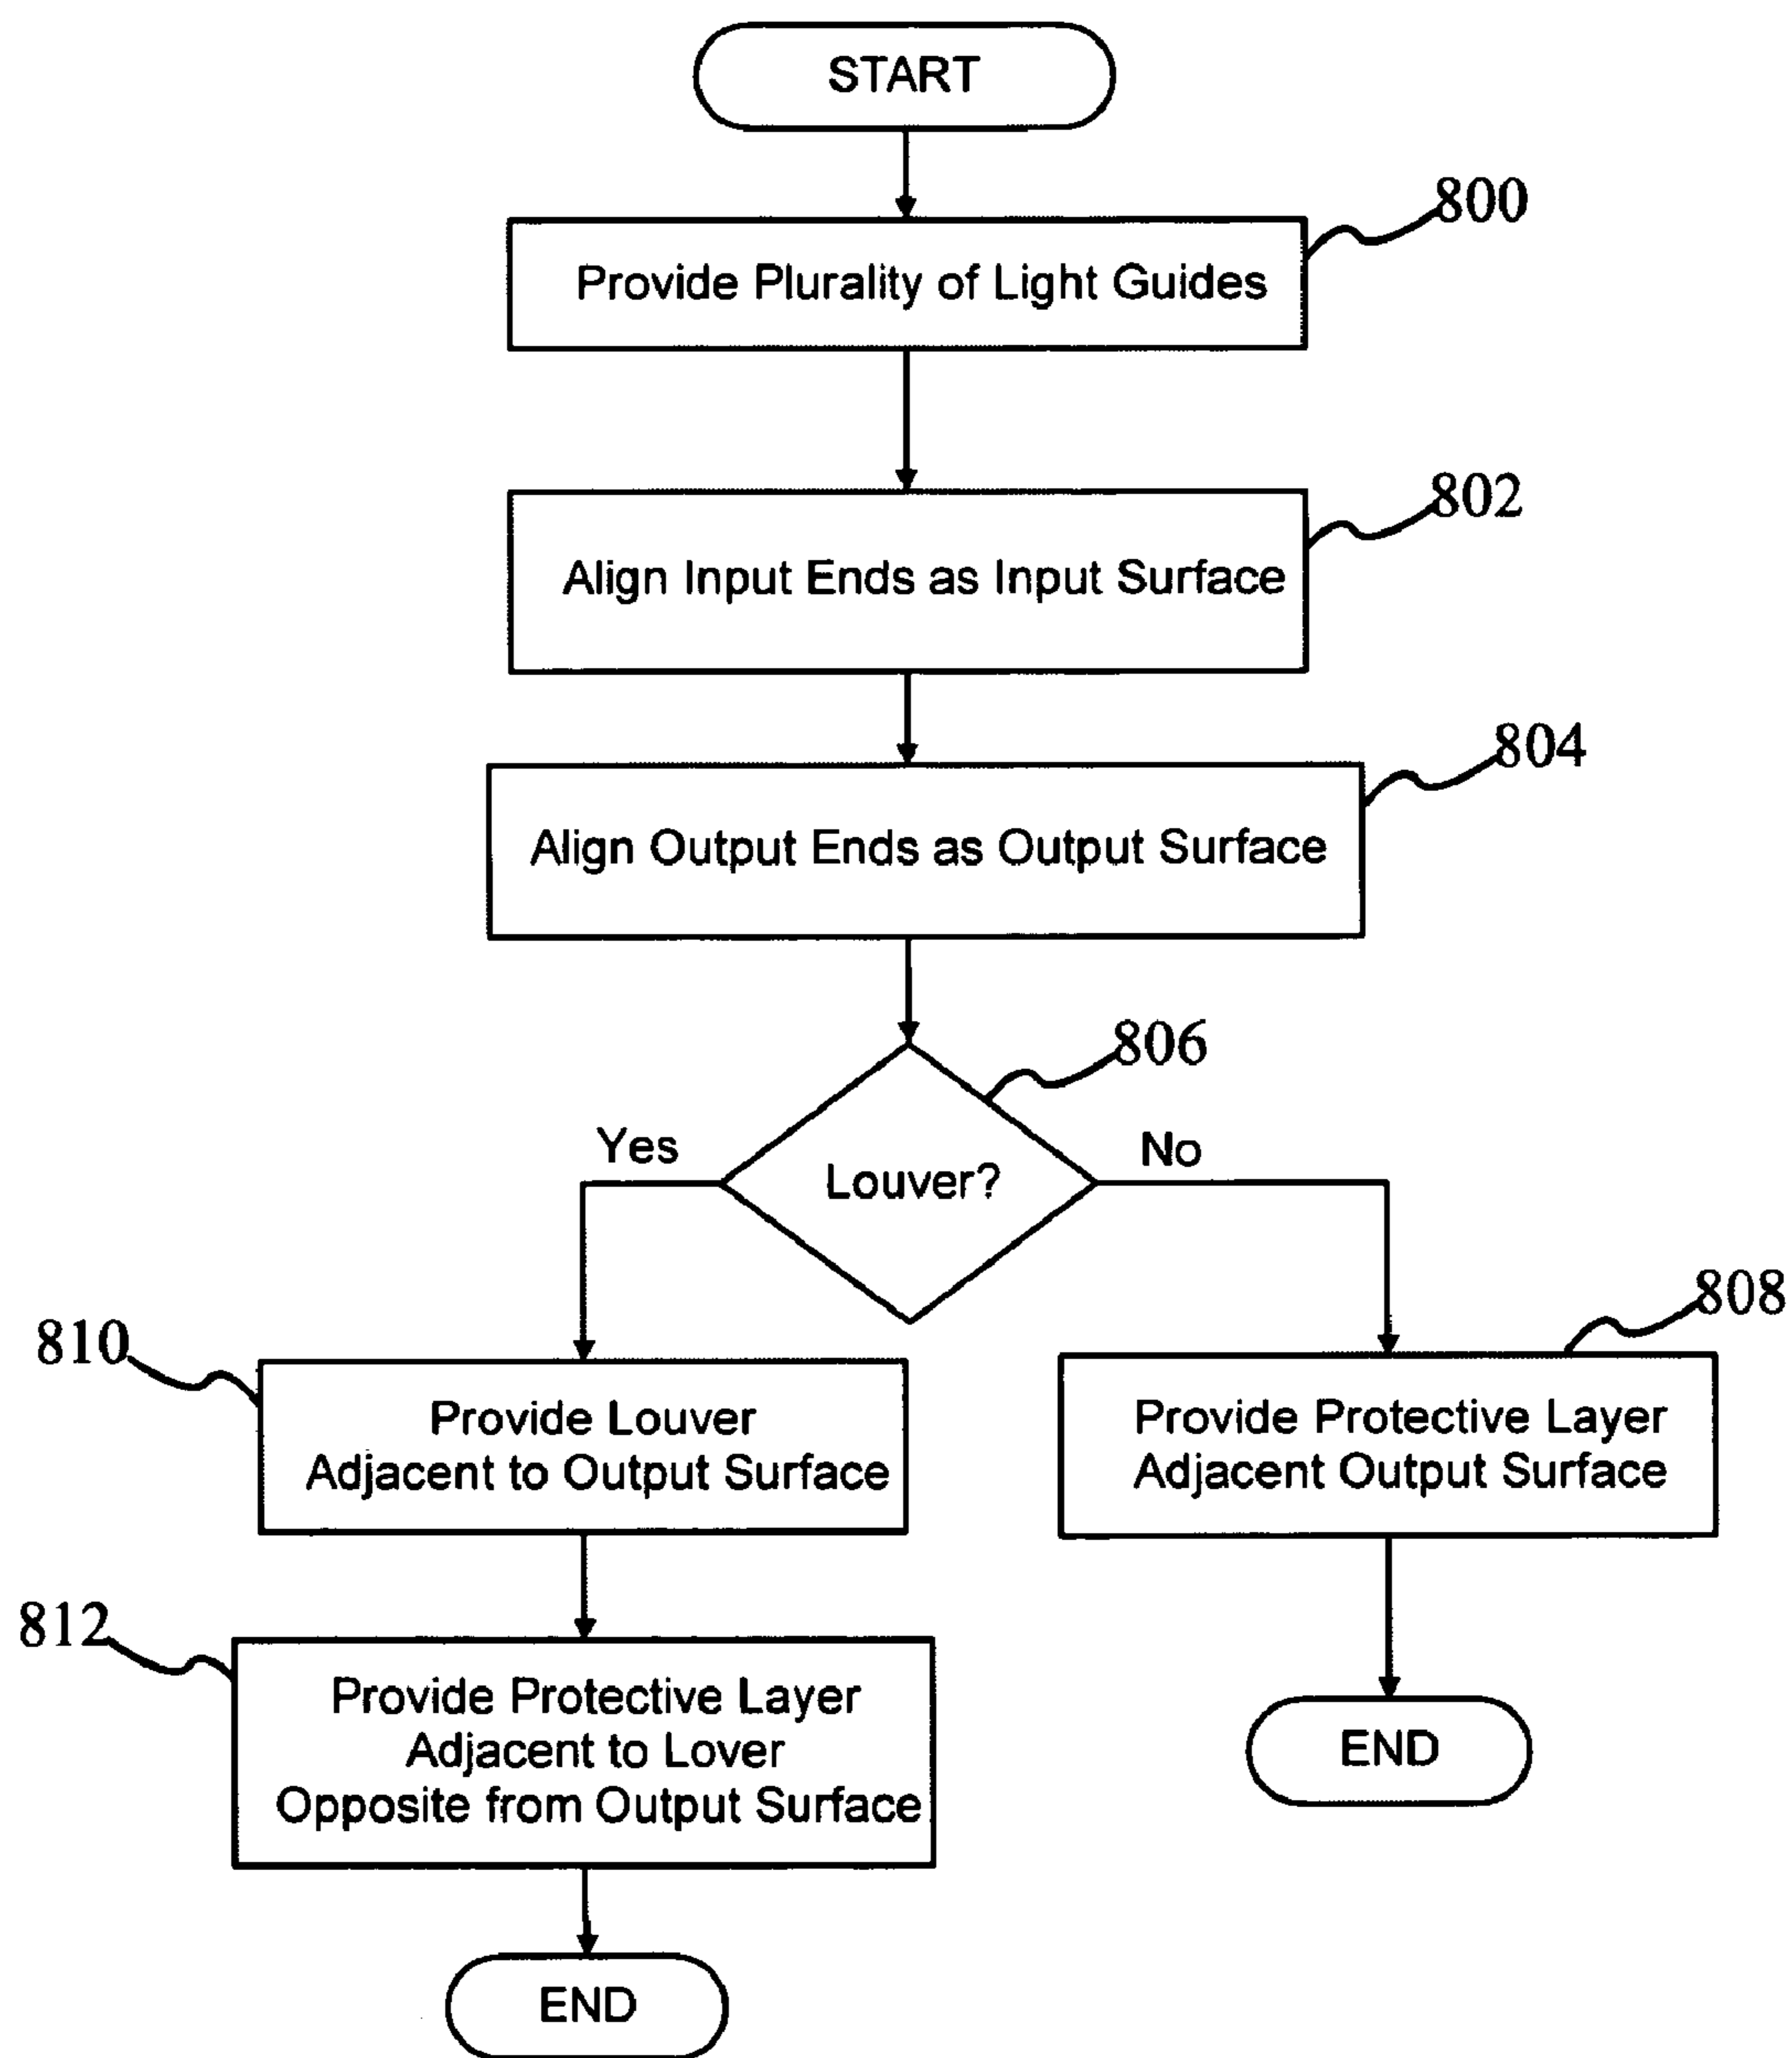 START
800
Provide Plurality of Light Guides
802
Align Input Ends as Input Surface
804
Align Output Ends as Output Surface
806
Yes
Louver?
No
810
Provide Louver
Adjacent to Output Surface
808
Provide Protective Layer
Adjacent Output Surface
812
Provide Protective Layer
Adjacent to Lover
Opposite from Output Surface
END
END